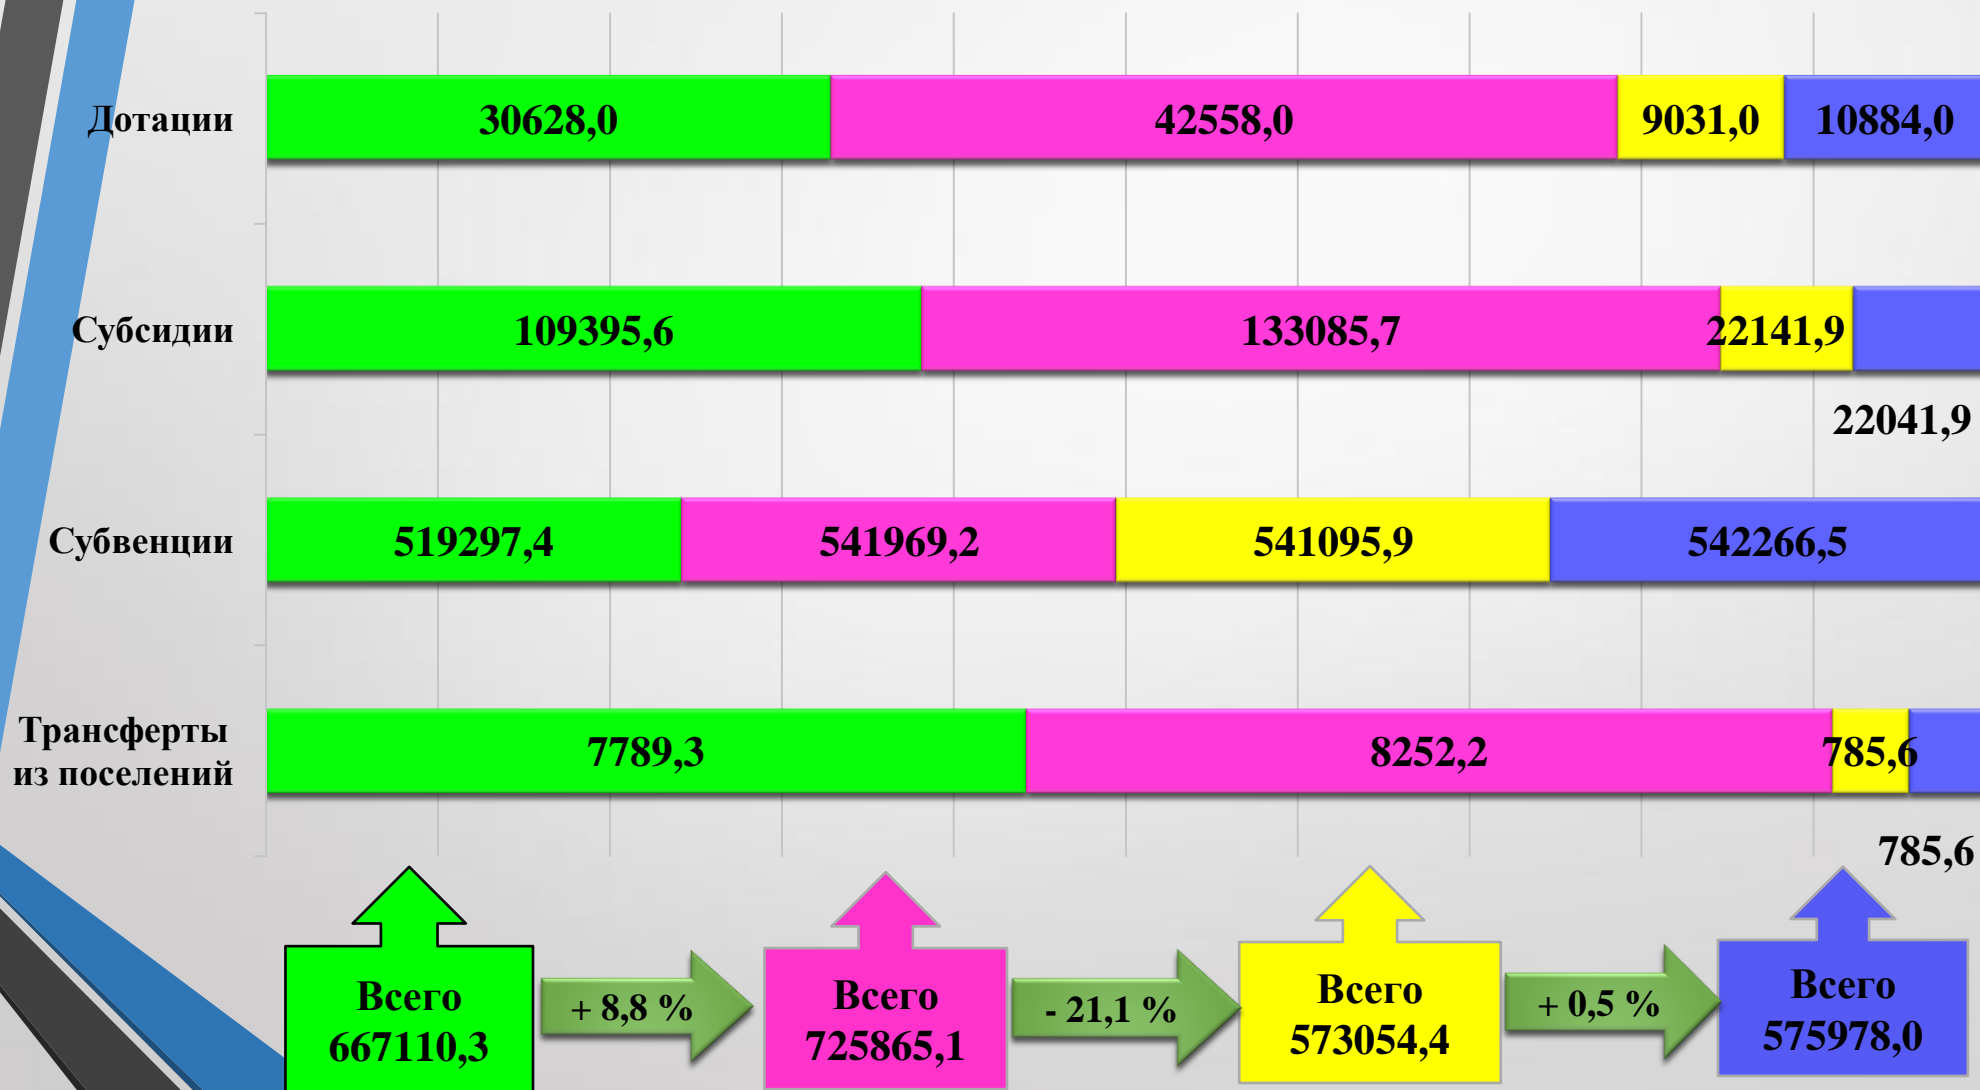 Дотации
30628,0
42558,0
9031,0
10884,0
Субсидии
109395,6
133085,7
22141,9
22041,9
Субвенции
519297,4
541969,2
541095,9
542266,5
Трансферты
из поселений
7789,3
8252,2
785,6
785,6
Всего
667110,3
+ 8,8 %
Всего
725865,1
- 21,1 %
Всего
573054,4
+ 0,5 %
Всего
575978,0